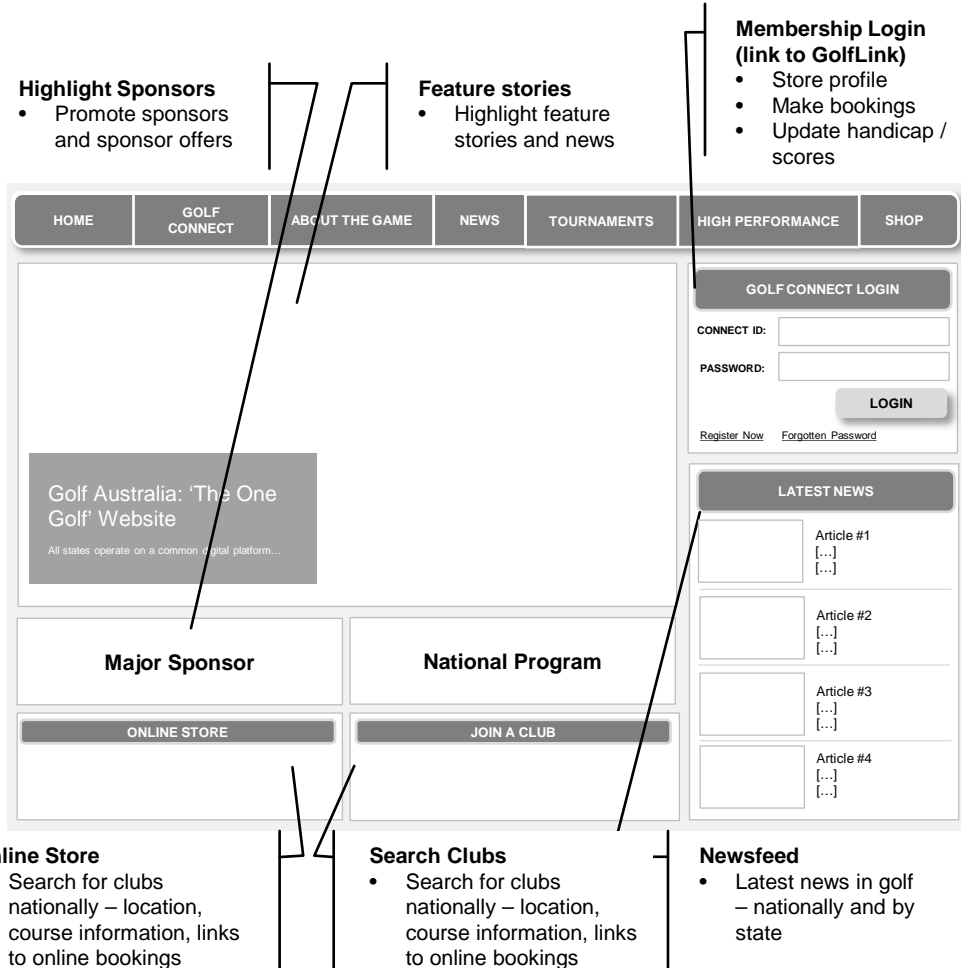 Highlight Sponsors
• Promote sponsors
and sponsor offers
Feature stories
• Highlight feature
stories and news
Membership Login
(link to GolfLink)
• Store profile
• Make bookings
• Update handicap /
scores
HOME
GOLF
CONNECT
ABOUT THE GAME
NEWS
TOURNAMENTS
HIGH PERFORMANCE
SHOP
Golf Australia: ‘The One
Golf’ Website
All states operate on a common digital platform…
GOLF CONNECT LOGIN
CONNECT ID:
PASSWORD:
LOGIN
Register Now Forgotten Password
LATEST NEWS
Article #1
[…]
[…]
Article #2
[…]
[…]
Article #3
[…]
[…]
Article #4
[…]
[…]
Major Sponsor
National Program
ONLINE STORE
JOIN A CLUB
line Store
Search for clubs
nationally – location,
course information, links
to online bookings
Search Clubs
• Search for clubs
nationally – location,
course information, links
to online bookings
Newsfeed
• Latest news in golf
– nationally and by
state